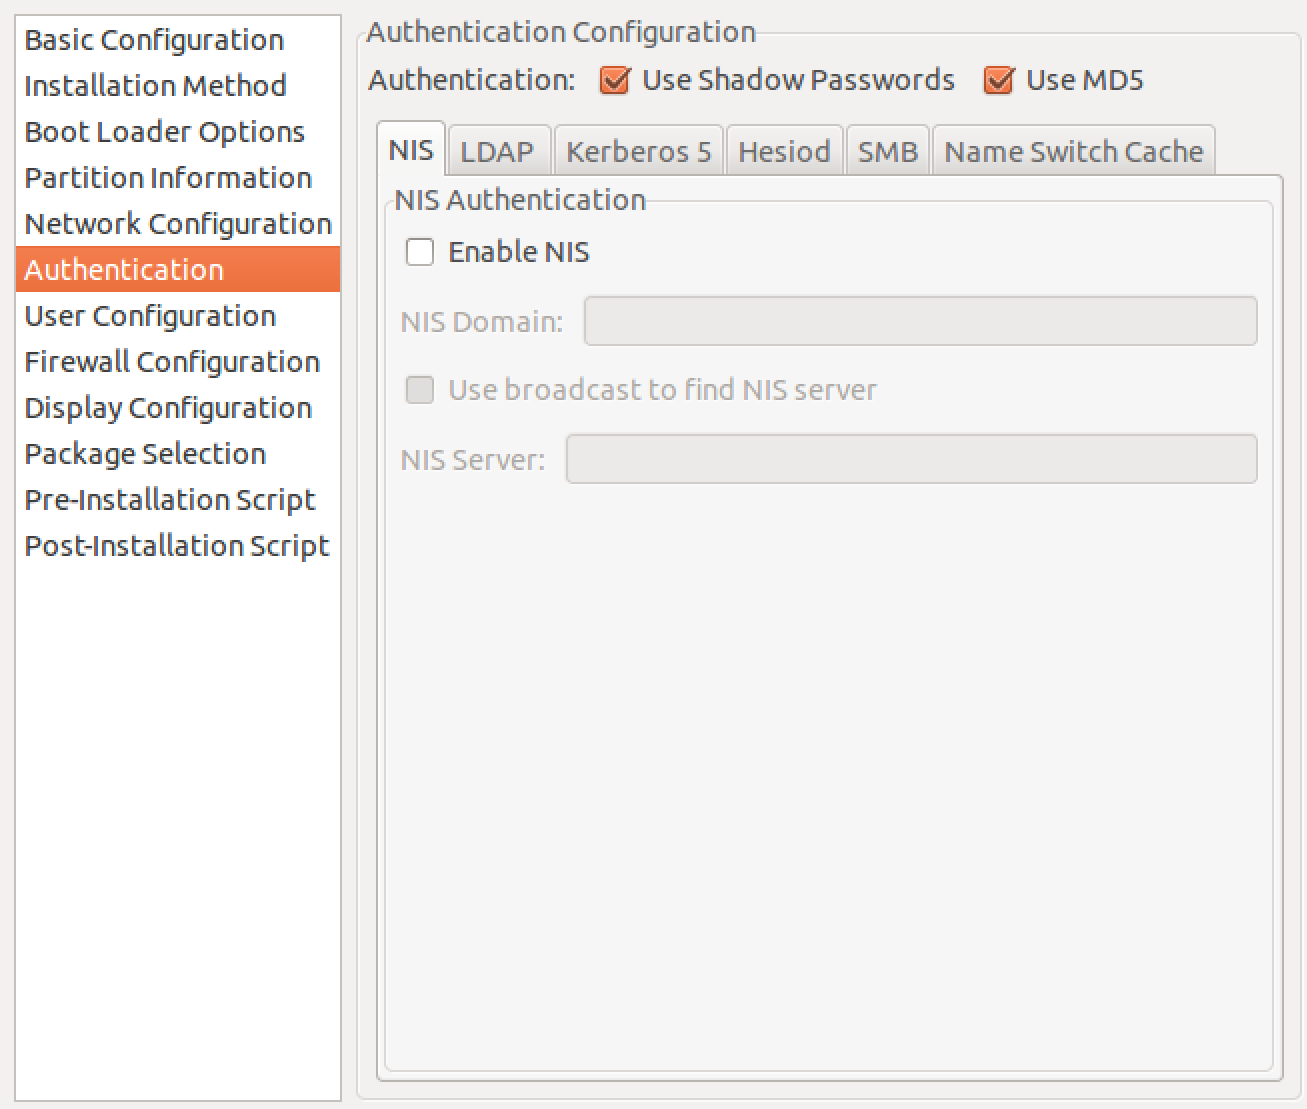 Basic Configuration
Installation Method
Boot Loader Options
Partition Information
Network Configuration
Authentication
User Configuration
Firewall Configuration
Display Configuration
Package Selection
Pre-Installation Script
Post-Installation Script
Authentication Configuration
Authentication: Use Shadow Passwords Use MD5
NIS LDAP Kerberos 5 Hesiod SMB Name Switch Cache
NIS Authentication
Enable NIS
NIS Domain:
Use broadcast to find NIS server
NIS Server: